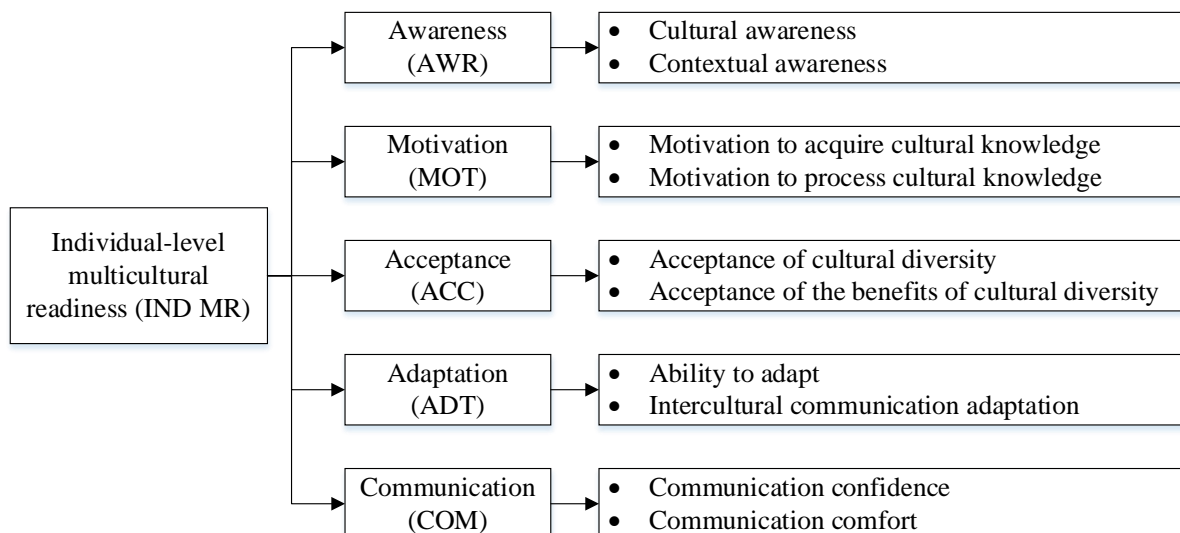 Individual-level
multicultural
readiness (IND MR)
Awareness
(AWR)
• Cultural awareness
• Contextual awareness
Motivation
(MOT)
• Motivation to acquire cultural knowledge
• Motivation to process cultural knowledge
Acceptance
(ACC)
• Acceptance of cultural diversity
• Acceptance of the benefits of cultural diversity
Adaptation
(ADT)
• Ability to adapt
• Intercultural communication adaptation
Communication
(COM)
• Communication confidence
• Communication comfort